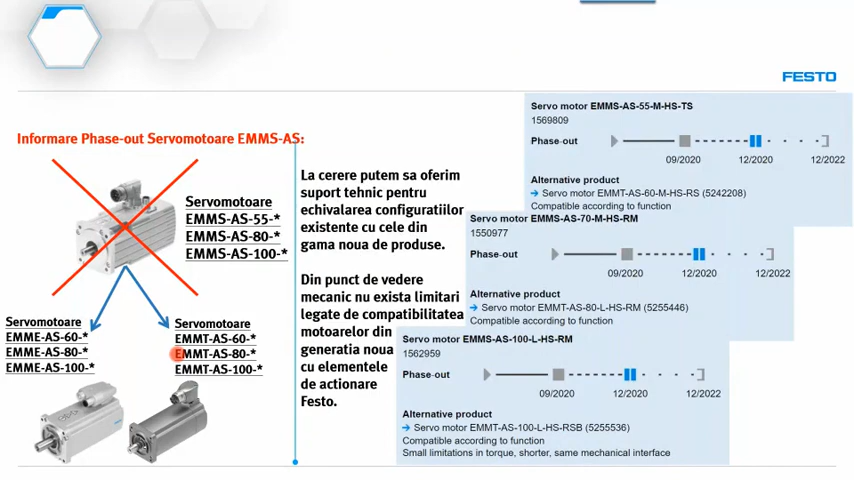 FESTO
Informare Phase-out Servomotoare EMMS-AS:
Servomotoare
EMMS-AS-55-*
EMMS-AS-80-*
EMMS-AS-100-*
Servomotoare
EMME-AS-60-*
EMME-AS-80-*
EMME-AS-100-*
Servomotoare
EMMT-AS-60-*
EMMT-AS-80-*
EMMT-AS-100-*
La cerere putem sa oferim
suport tehnic pentru
echivalarea configuratiilor
existente cu cele din
gama noua de produse.
Din punct de vedere
mecanic nu exista limitari
legate de compatibilitatea
motoarelor din
generatia noua
cu elementele
de actionare
Festo.
Servo motor EMMS-AS-55-M-HS-TS
1569809
Phase-out
09/2020 12/2020 12/2022
Alternative product
→ Servo motor EMMT-AS-60-M-HS-RS (5242208)
Compatible according to function
Servo motor EMMS-AS-70-M-HS-RM
1550977
Phase-out
09/2020 12/2020 12/2022
Alternative product
→ Servo motor EMMT-AS-80-L-HS-RM (5255446)
Compatible according to function
Servo motor EMMS-AS-100-L-HS-RM
1562959
Phase-out
09/2020 12/2020 12/2022
Alternative product
→ Servo motor EMMT-AS-100-L-HS-RSB (5255536)
Compatible according to function
Small limitations in torque, shorter, same mechanical interface